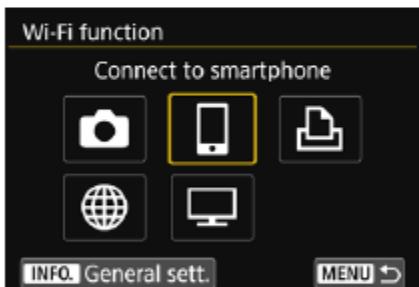 Wi-Fi function
Connect to smartphone
INFO. General sett. MENU